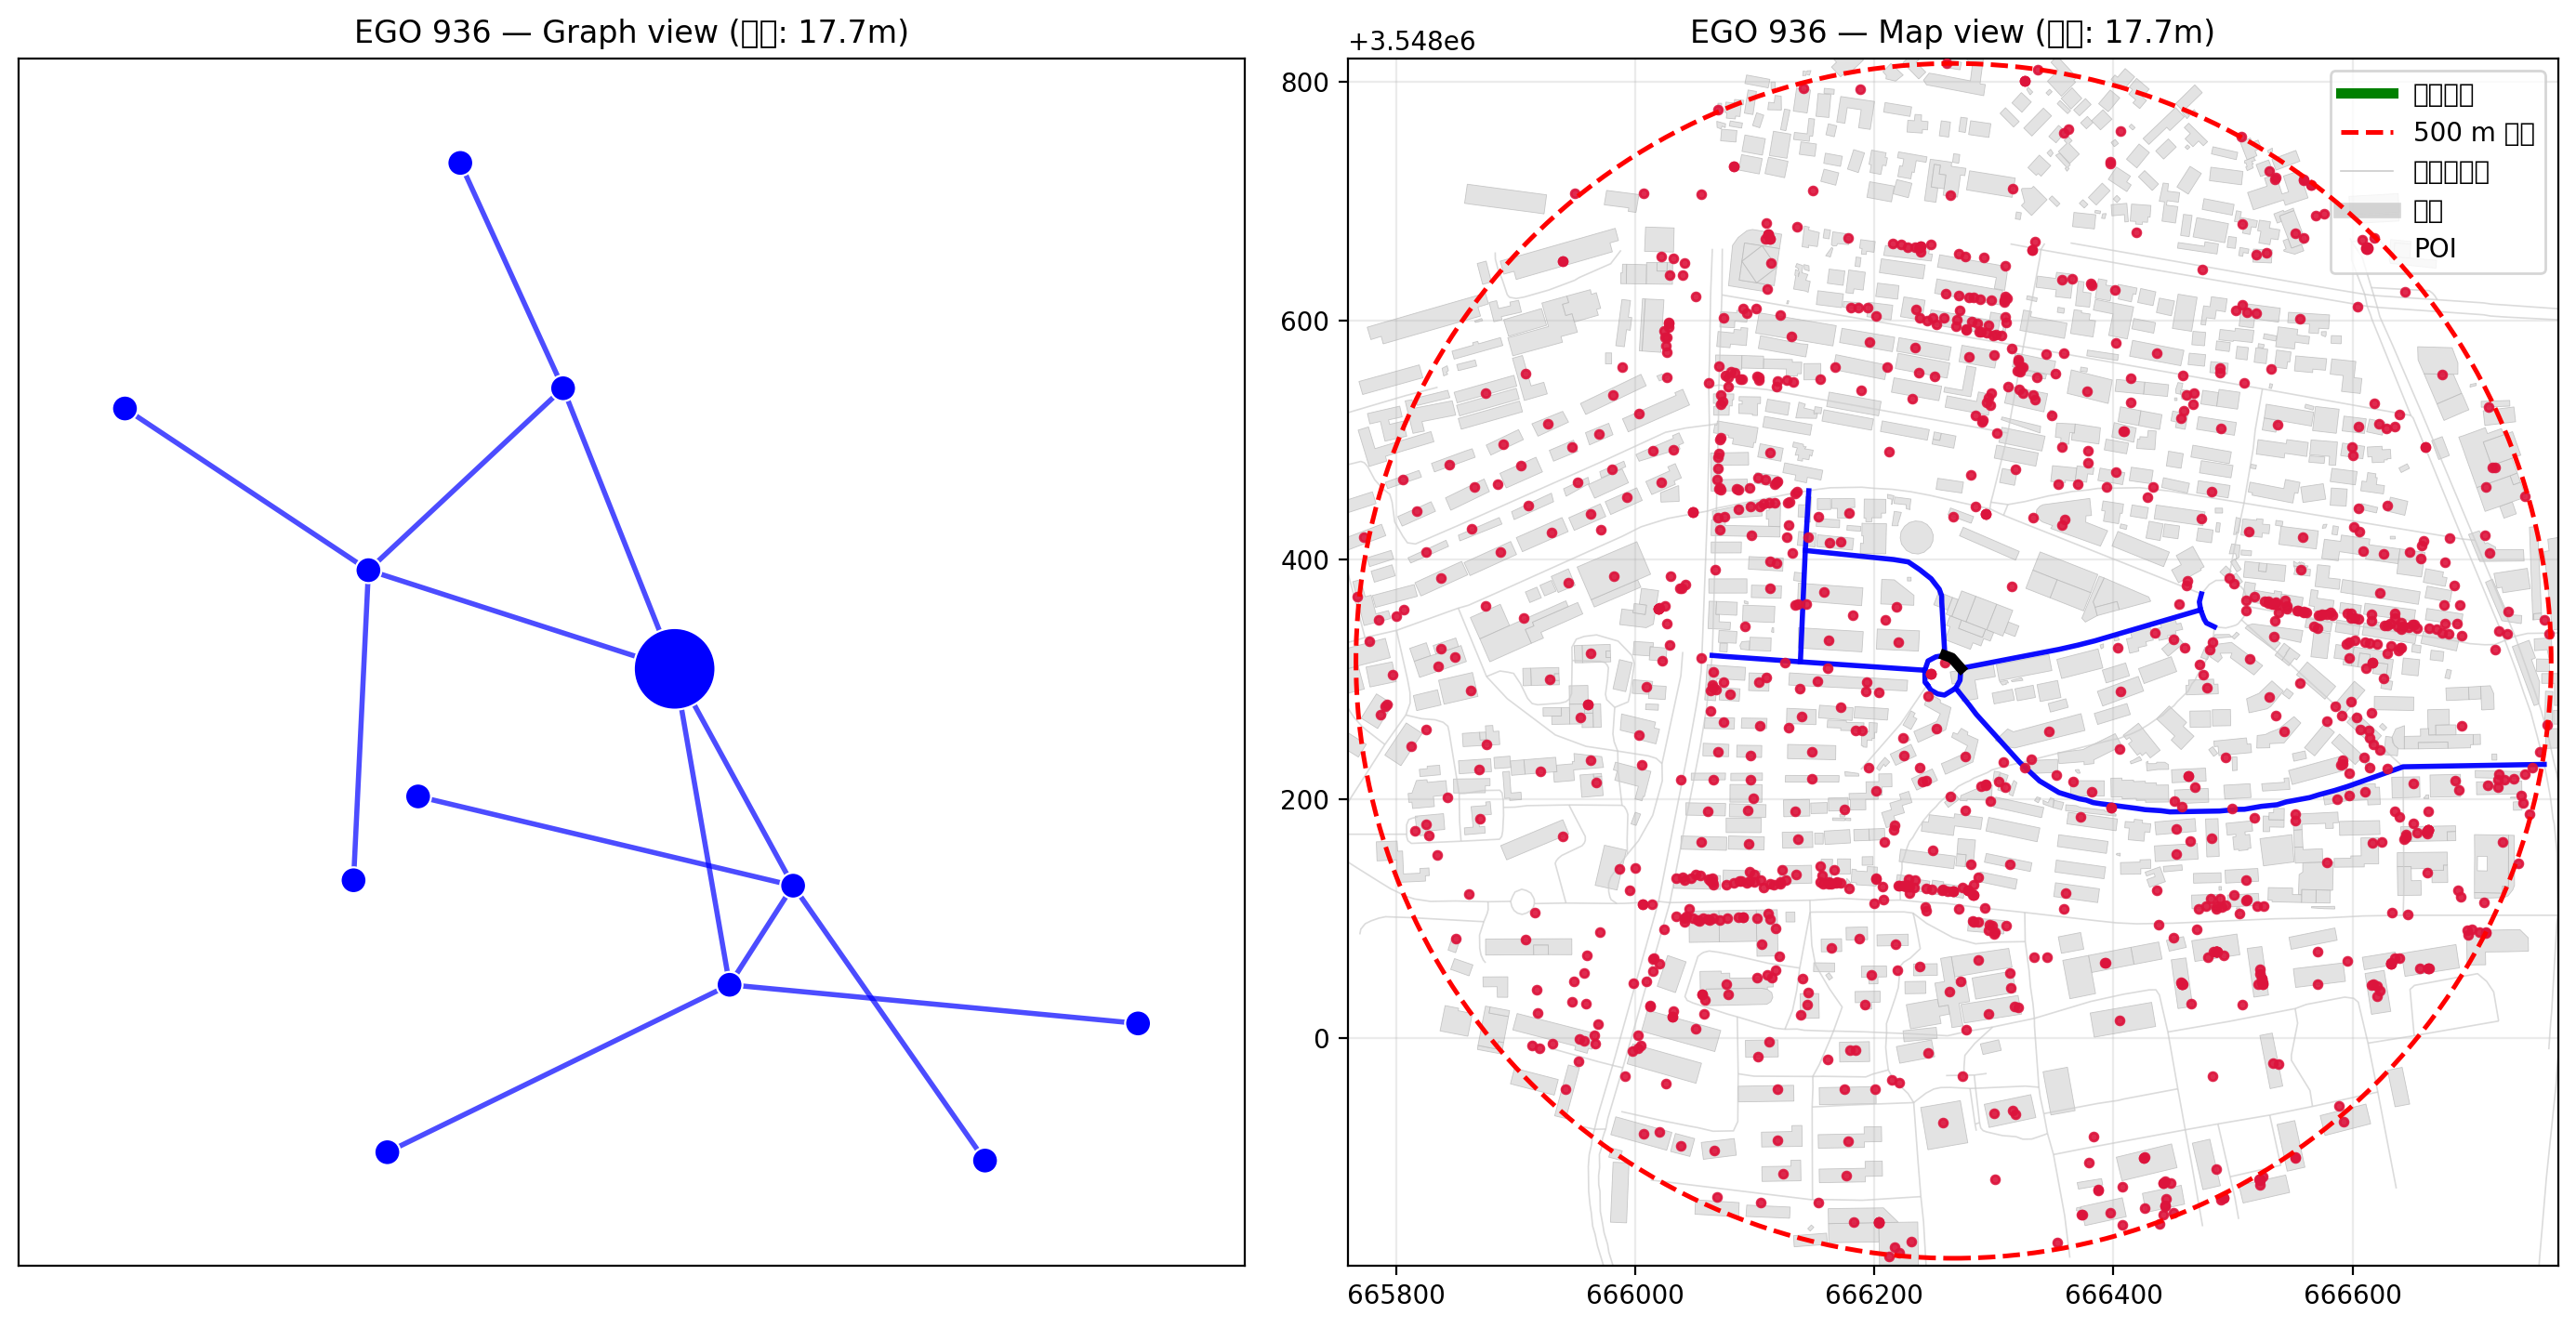 EGO 936 — Graph view (▯▯: 17.7m)
EGO 936 — Map view (▯▯: 17.7m)
+3.548e6
800
600
400
200
0
665800 666000 666200 666400 666600
▯▯▯▯
500 m ▯▯
▯▯▯▯▯
▯▯
POI